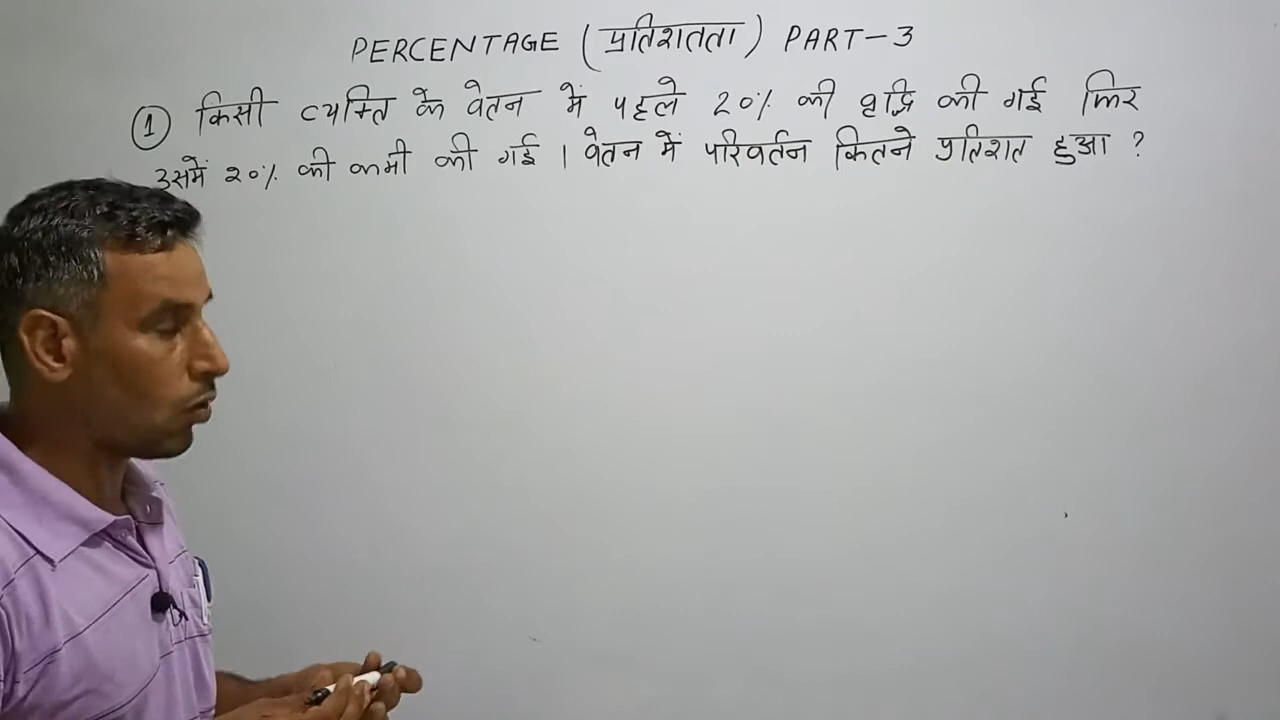 PERCENTAGE (प्रतिशतता) PART-3
① किसी व्यक्ति के वेतन में पहले 20% की वृद्धि की गई फिर
उसमें 20% की कमी की गई । वेतन में परिवर्तन कितने प्रतिशत हुआ ?